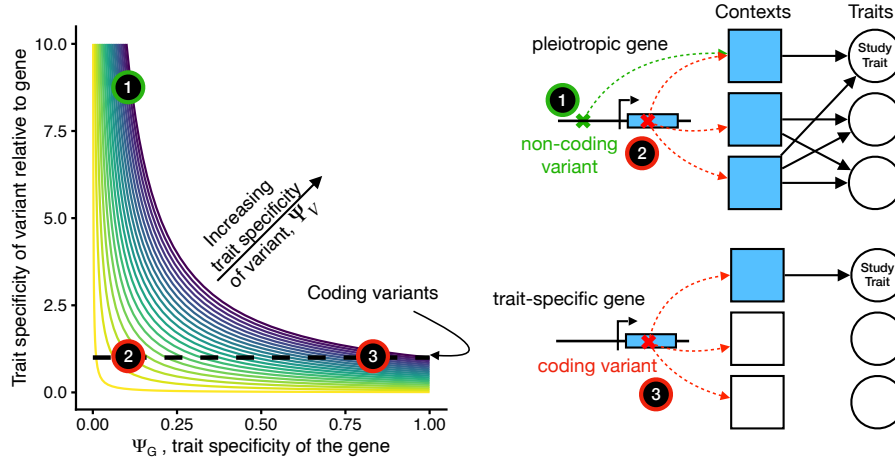 Trait specificity of variant relative to gene
10.0
7.5
5.0
2.5
0.0
0.00
0.25
0.50
0.75
1.00
Ψ_G , trait specificity of the gene
1
2
3
Increasing
trait specificity
of variant, Ψ_V
Coding variants
Contexts
Traits
pleiotropic gene
Study
Trait
1
non-coding
variant
2
trait-specific gene
Study
Trait
coding variant
3